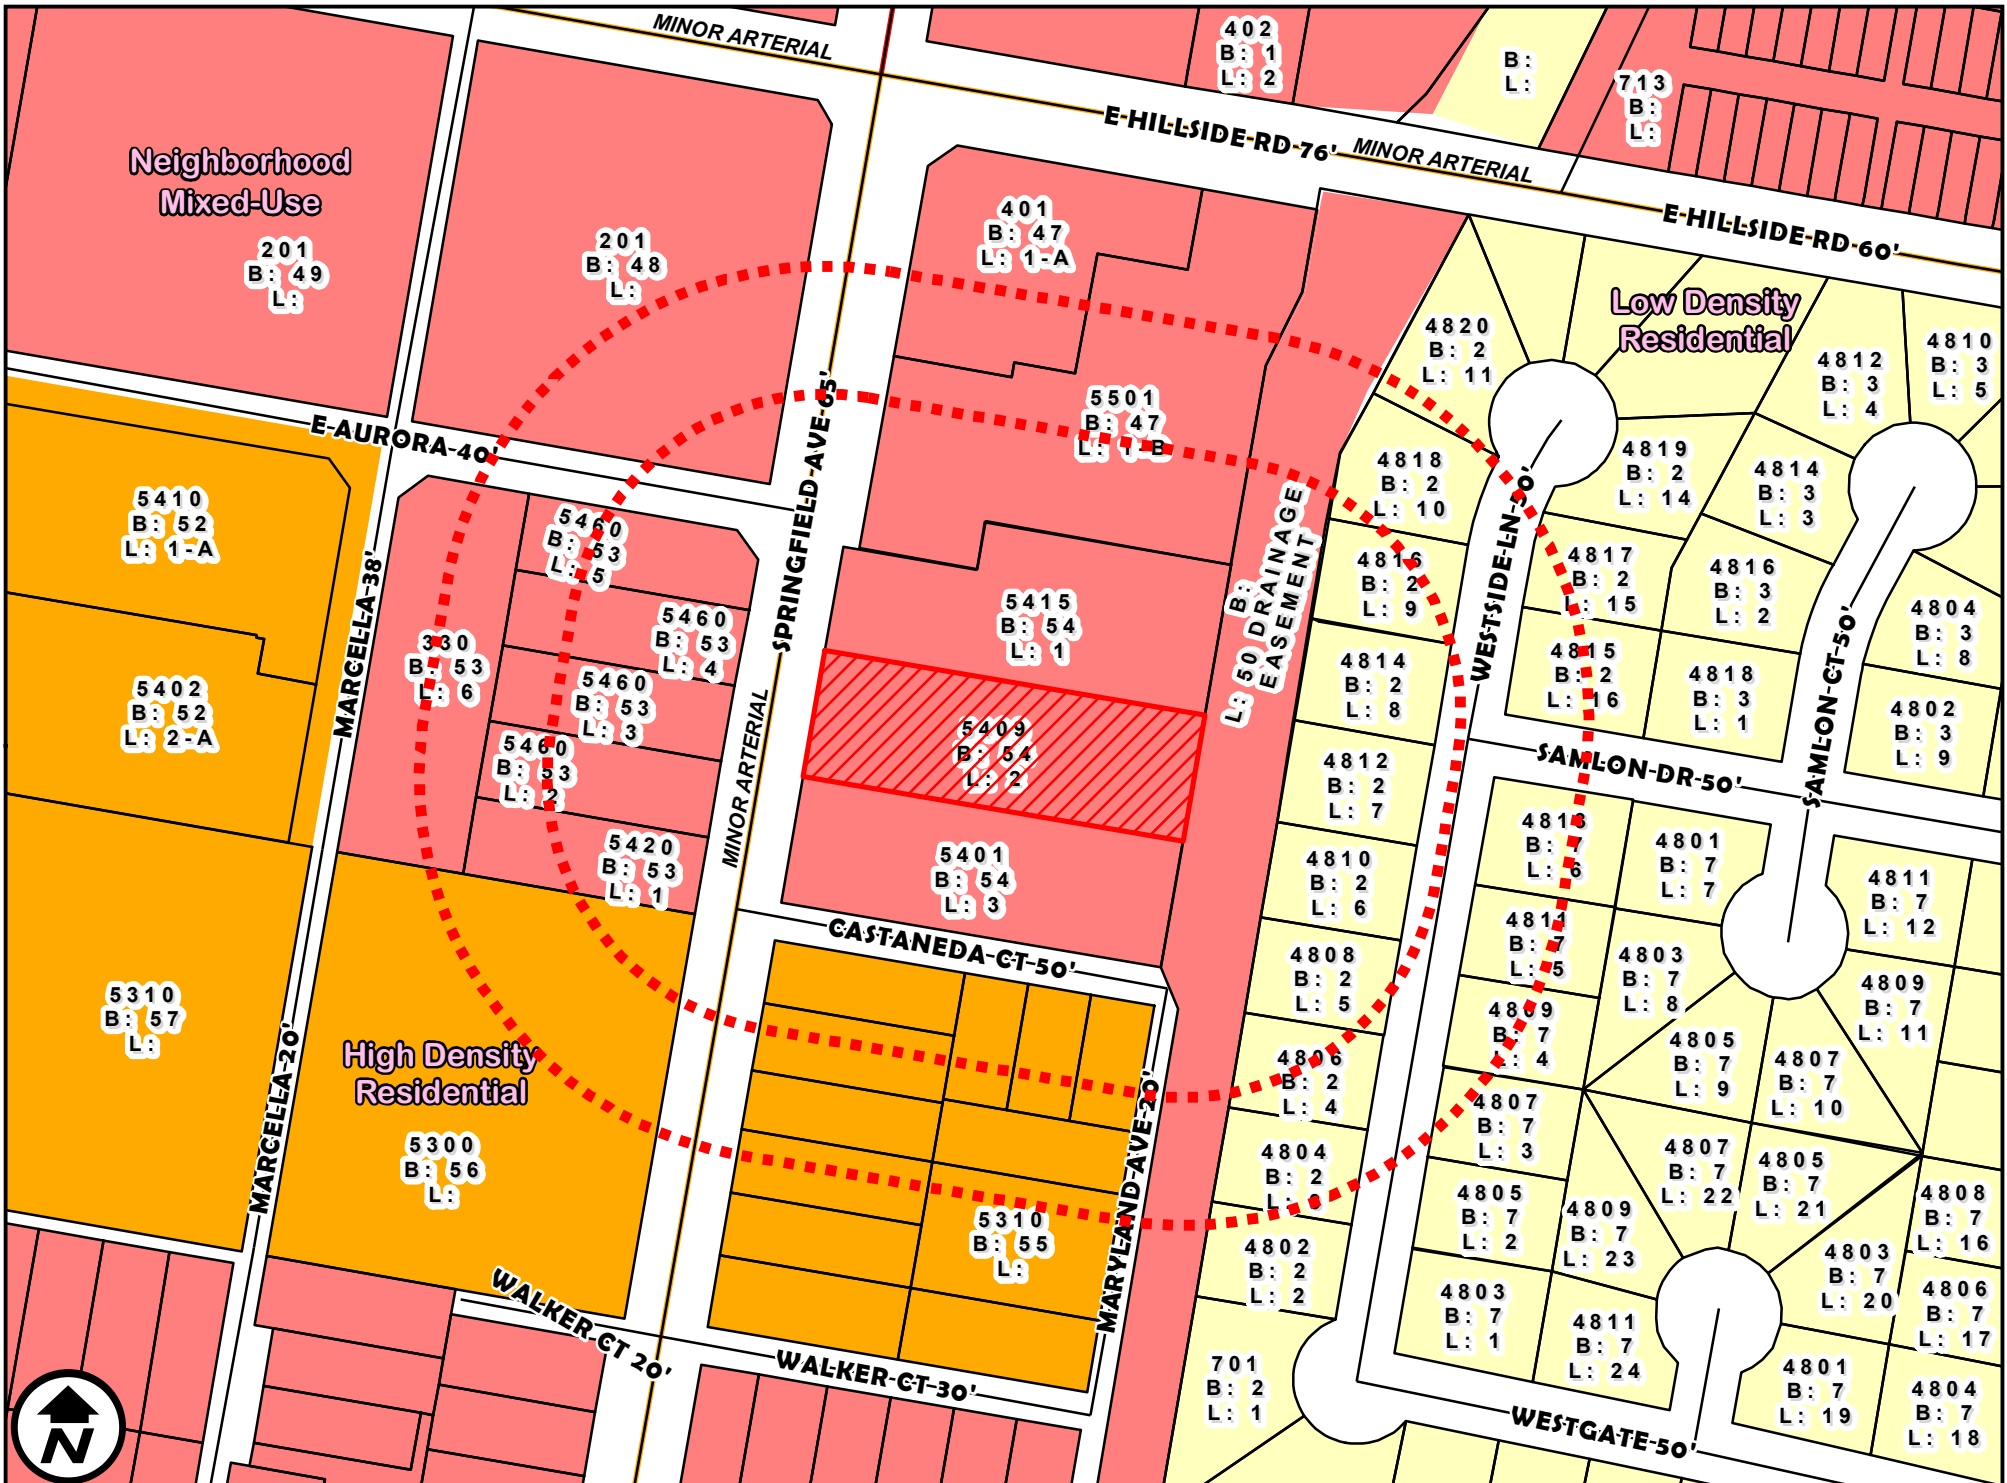 MINOR ARTERIAL
402
B: 1
L: 2
B:
L:
713
B:
L:
E HILLSIDE RD 76'
MINOR ARTERIAL
E HILLSIDE RD 60'
Neighborhood
Mixed-Use
201
B: 49
L:
201
B: 48
L:
401
B: 47
L: 1-A
Low Density
Residential
4820
B: 2
L: 11
4812
B: 3
L: 4
4810
B: 3
L: 5
5501
B: 47
L: 1-B
E AURORA 40'
SPRINGFIELD AVE 65'
4818
B: 2
L: 10
4819
B: 2
L: 14
4814
B: 3
L: 3
5410
B: 52
L: 1-A
5460
B: 53
L: 5
WESTSIDE LN 50'
4816
B: 2
L: 9
4817
B: 2
L: 15
4816
B: 3
L: 2
4804
B: 3
L: 8
MARCELLA 38'
330
B: 53
L: 6
5460
B: 53
L: 4
5415
B: 54
L: 1
B:
L: 50 DRAINAGE
EASEMENT
4814
B: 2
L: 8
4815
B: 2
L: 16
4818
B: 3
L: 1
SAMLON CT 50'
4802
B: 3
L: 9
5402
B: 52
L: 2-A
5460
B: 53
L: 3
5460
B: 53
L: 2
MINOR ARTERIAL
5409
B: 54
L: 2
4812
B: 2
L: 7
SAMLON DR 50'
5420
B: 53
L: 1
5401
B: 54
L: 3
4810
B: 2
L: 6
4813
B: 7
L: 6
4801
B: 7
L: 7
4811
B: 7
L: 12
CASTANEDA CT 50'
4808
B: 2
L: 5
4811
B: 7
L: 5
4803
B: 7
L: 8
4809
B: 7
L: 11
5310
B: 57
L:
MARCELLA 20'
High Density
Residential
5300
B: 56
L:
4806
B: 2
L: 4
4809
B: 7
L: 4
4805
B: 7
L: 9
4807
B: 7
L: 10
MARYLAND AVE 20'
4807
B: 7
L: 3
4804
B: 2
L: 3
4807
B: 7
L: 22
4805
B: 7
L: 21
5310
B: 55
L:
4802
B: 2
L: 2
4805
B: 7
L: 2
4809
B: 7
L: 23
4808
B: 7
L: 16
4803
B: 7
L: 20
4806
B: 7
L: 17
4803
B: 7
L: 1
4811
B: 7
L: 24
WALKER CT 20'
WALKER CT 30'
701
B: 2
L: 1
4801
B: 7
L: 19
4804
B: 7
L: 18
WESTGATE 50'
N